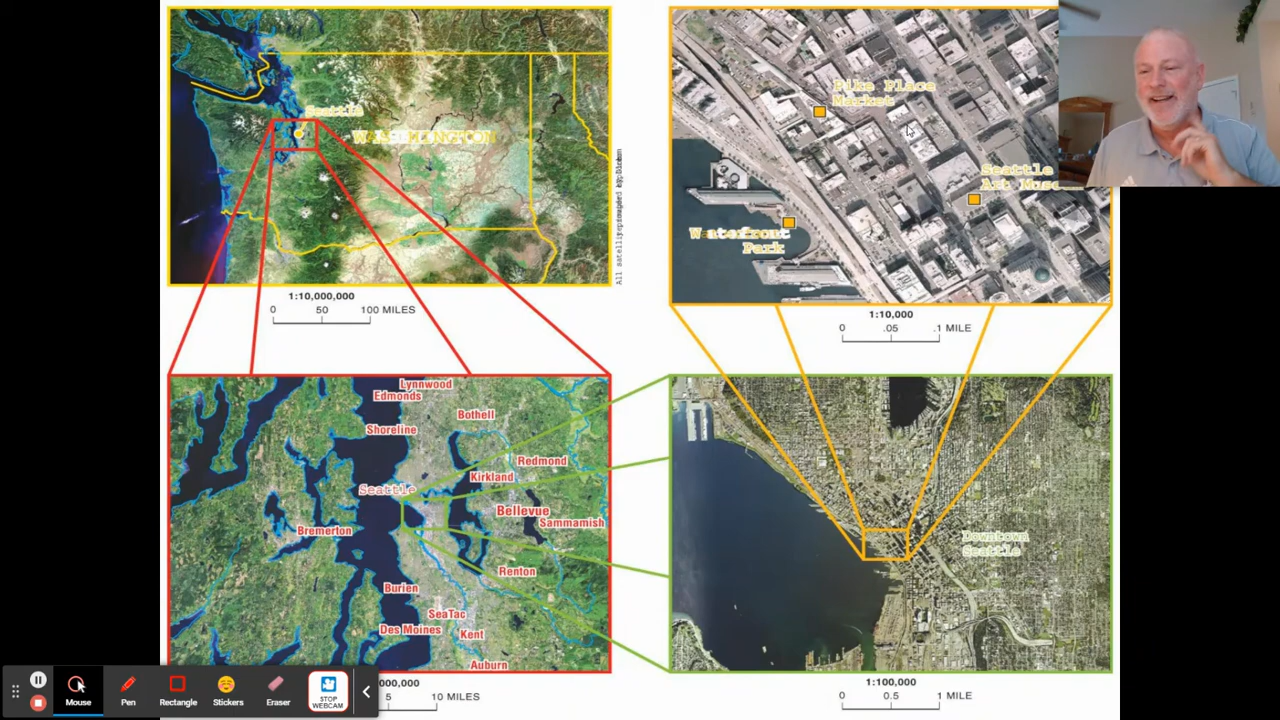 Seattle
WASHINGTON
1:10,000,000
0 50 100 MILES
Pike Place
Market
Seattle
Art
Waterfront
Park
1:10,000
0 .05 .1 MILE
Lynnwood
Edmonds
Bothell
Shoreline
Redmond
Kirkland
Seattle
Bellevue
Sammamish
Bremerton
Renton
Burien
SeaTac
Des Moines
Kent
Auburn
000,000
5 10 MILES
Downtown
Seattle
1:100,000
0 0.5 1 MILE
Mouse
Pen
Rectangle
Stickers
Eraser
STOP
WEBCAM